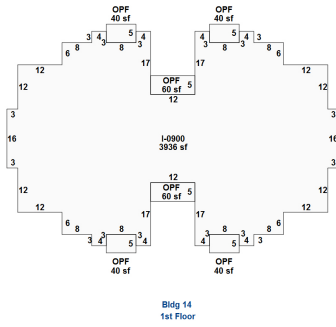 OPF OPF
40 sf 40 sf
3 4 5 4 4 5 4 3
8 3 8 3 3 8 3 8
6 17 17 6
12 OPF 5 12
60 sf
12 12 12
3 3
16 I-0900 16
3936 sf
3 3
12 12 12
OPF 5
12 60 sf 12
6 17 17 6
8 8 8 8
3 4 3 5 4 4 3 5 4 3
OPF OPF
40 sf 40 sf
Bldg 14
1st Floor